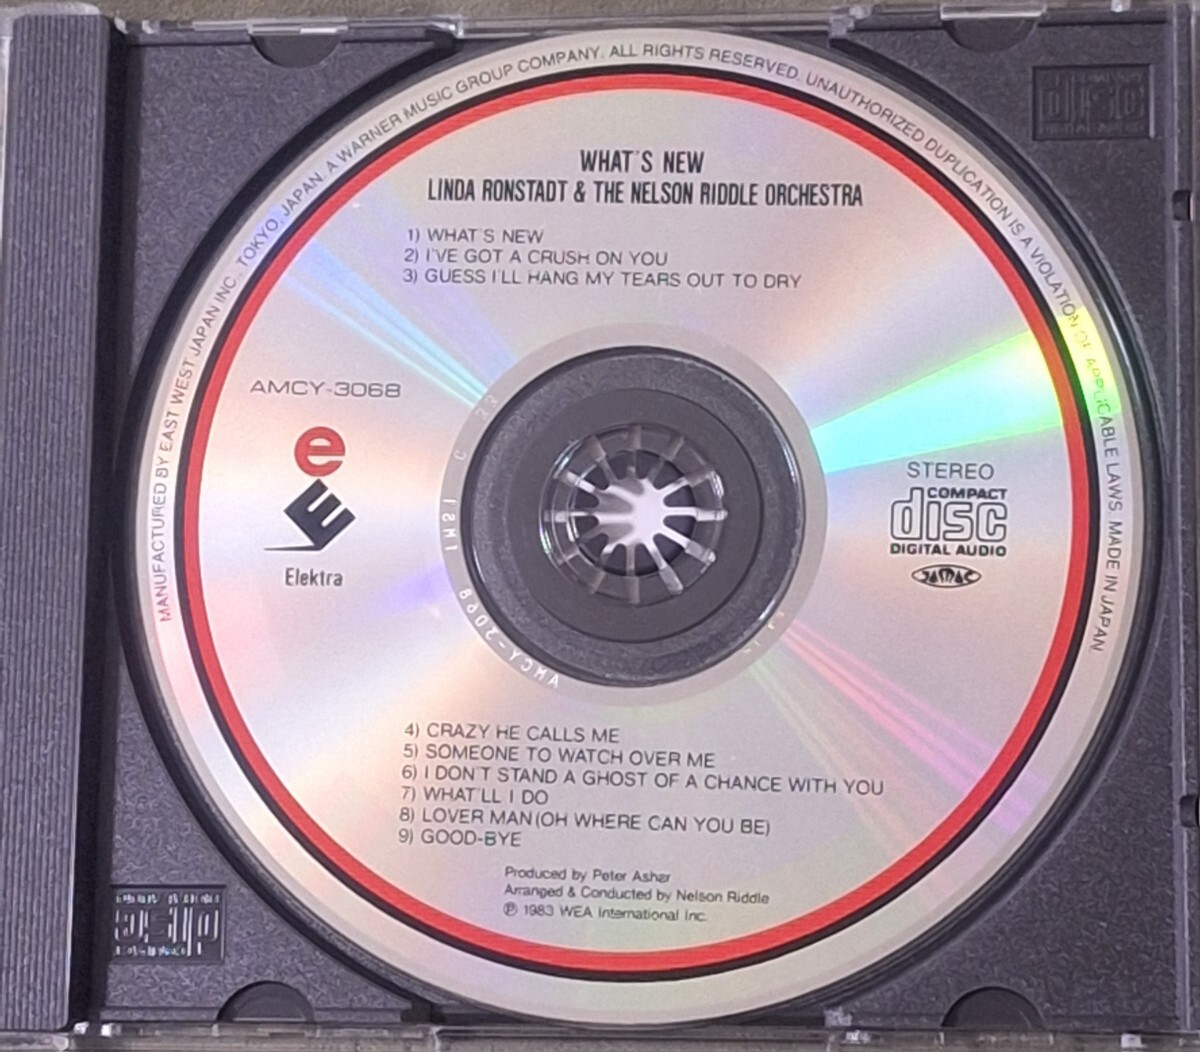 MANUFACTURED BY EAST WEST JAPAN INC. TOKYO, JAPAN. A WARNER MUSIC GROUP COMPANY. ALL RIGHTS RESERVED. UNAUTHORIZED DUPLICATION IS A VIOLATION OF APPLICABLE LAWS. MADE IN JAPAN
WHAT'S NEW
LINDA RONSTADT & THE NELSON RIDDLE ORCHESTRA
1) WHAT'S NEW
2) I'VE GOT A CRUSH ON YOU
3) GUESS I'LL HANG MY TEARS OUT TO DRY
AMCY-3068
e
E
Elektra
STEREO
COMPACT
disc
DIGITAL AUDIO
JASRAC
AMCY-3068
4) CRAZY HE CALLS ME
5) SOMEONE TO WATCH OVER ME
6) I DON'T STAND A GHOST OF A CHANCE WITH YOU
7) WHAT'LL I DO
8) LOVER MAN(OH WHERE CAN YOU BE)
9) GOOD-BYE
Produced by Peter Asher
Arranged & Conducted by Nelson Riddle
Ⓟ 1983 WEA International Inc.
disc
disc